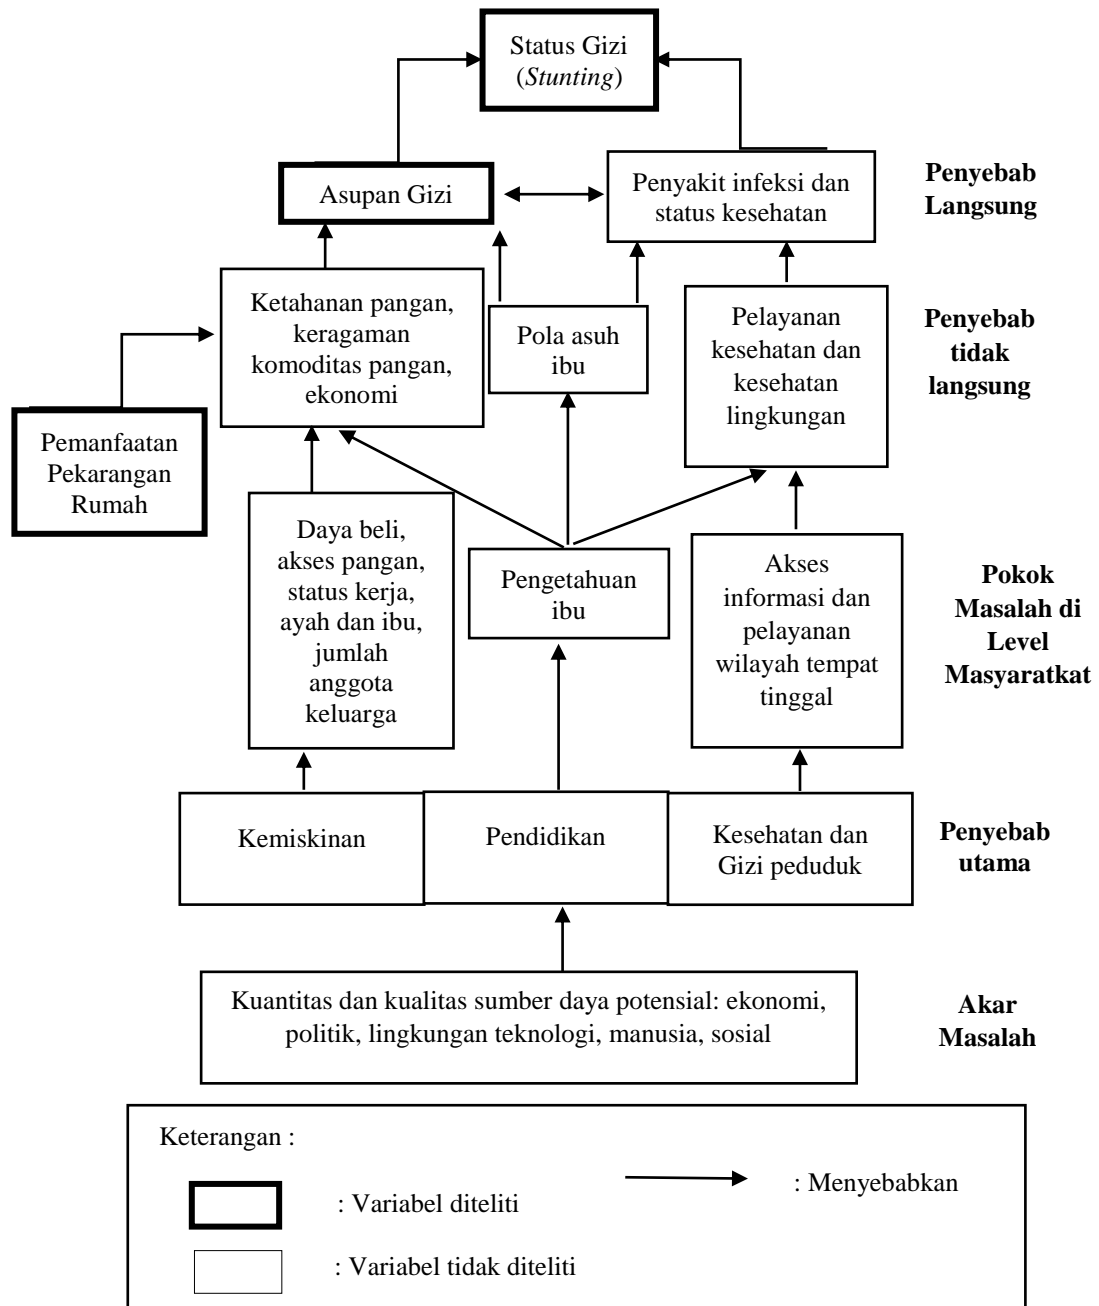 Status Gizi
(Stunting)
Asupan Gizi
Penyakit infeksi dan
status kesehatan
Penyebab
Langsung
Ketahanan pangan,
keragaman
komoditas pangan,
ekonomi
Pola asuh
ibu
Pelayanan
kesehatan dan
kesehatan
lingkungan
Penyebab
tidak
langsung
Pemanfaatan
Pekarangan
Rumah
Daya beli,
akses pangan,
status kerja,
ayah dan ibu,
jumlah
anggota
keluarga
Pengetahuan
ibu
Akses
informasi dan
pelayanan
wilayah tempat
tinggal
Pokok
Masalah di
Level
Masyaratkat
Kemiskinan
Pendidikan
Kesehatan dan
Gizi peduduk
Penyebab
utama
Kuantitas dan kualitas sumber daya potensial: ekonomi,
politik, lingkungan teknologi, manusia, sosial
Akar
Masalah
Keterangan :
: Variabel diteliti
: Menyebabkan
: Variabel tidak diteliti